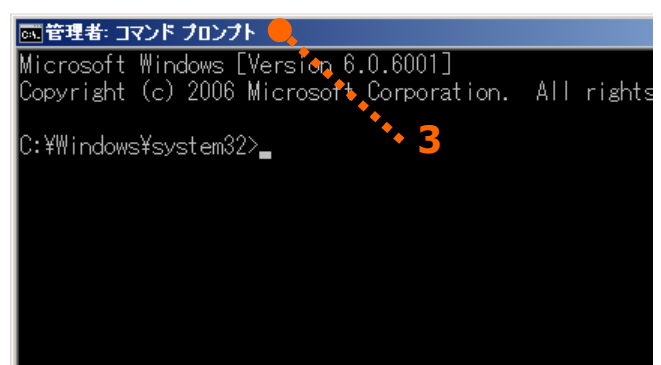 管理者: コマンド プロンプト
Microsoft Windows [Version 6.0.6001]
Copyright (c) 2006 Microsoft Corporation.  All rights
C:¥Windows¥system32>
3